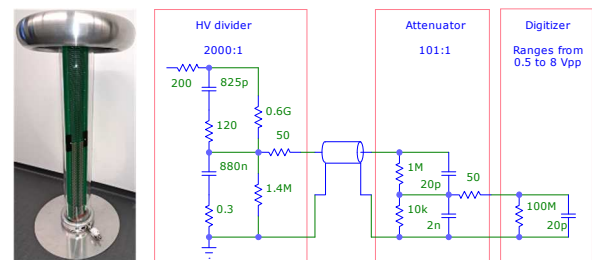 HV divider
2000:1
Attenuator
101:1
Digitizer
Ranges from
0.5 to 8 Vpp
200
825p
120
0.6G
50
880n
0.3
1.4M
1M
20p
50
10k
2n
100M
20p